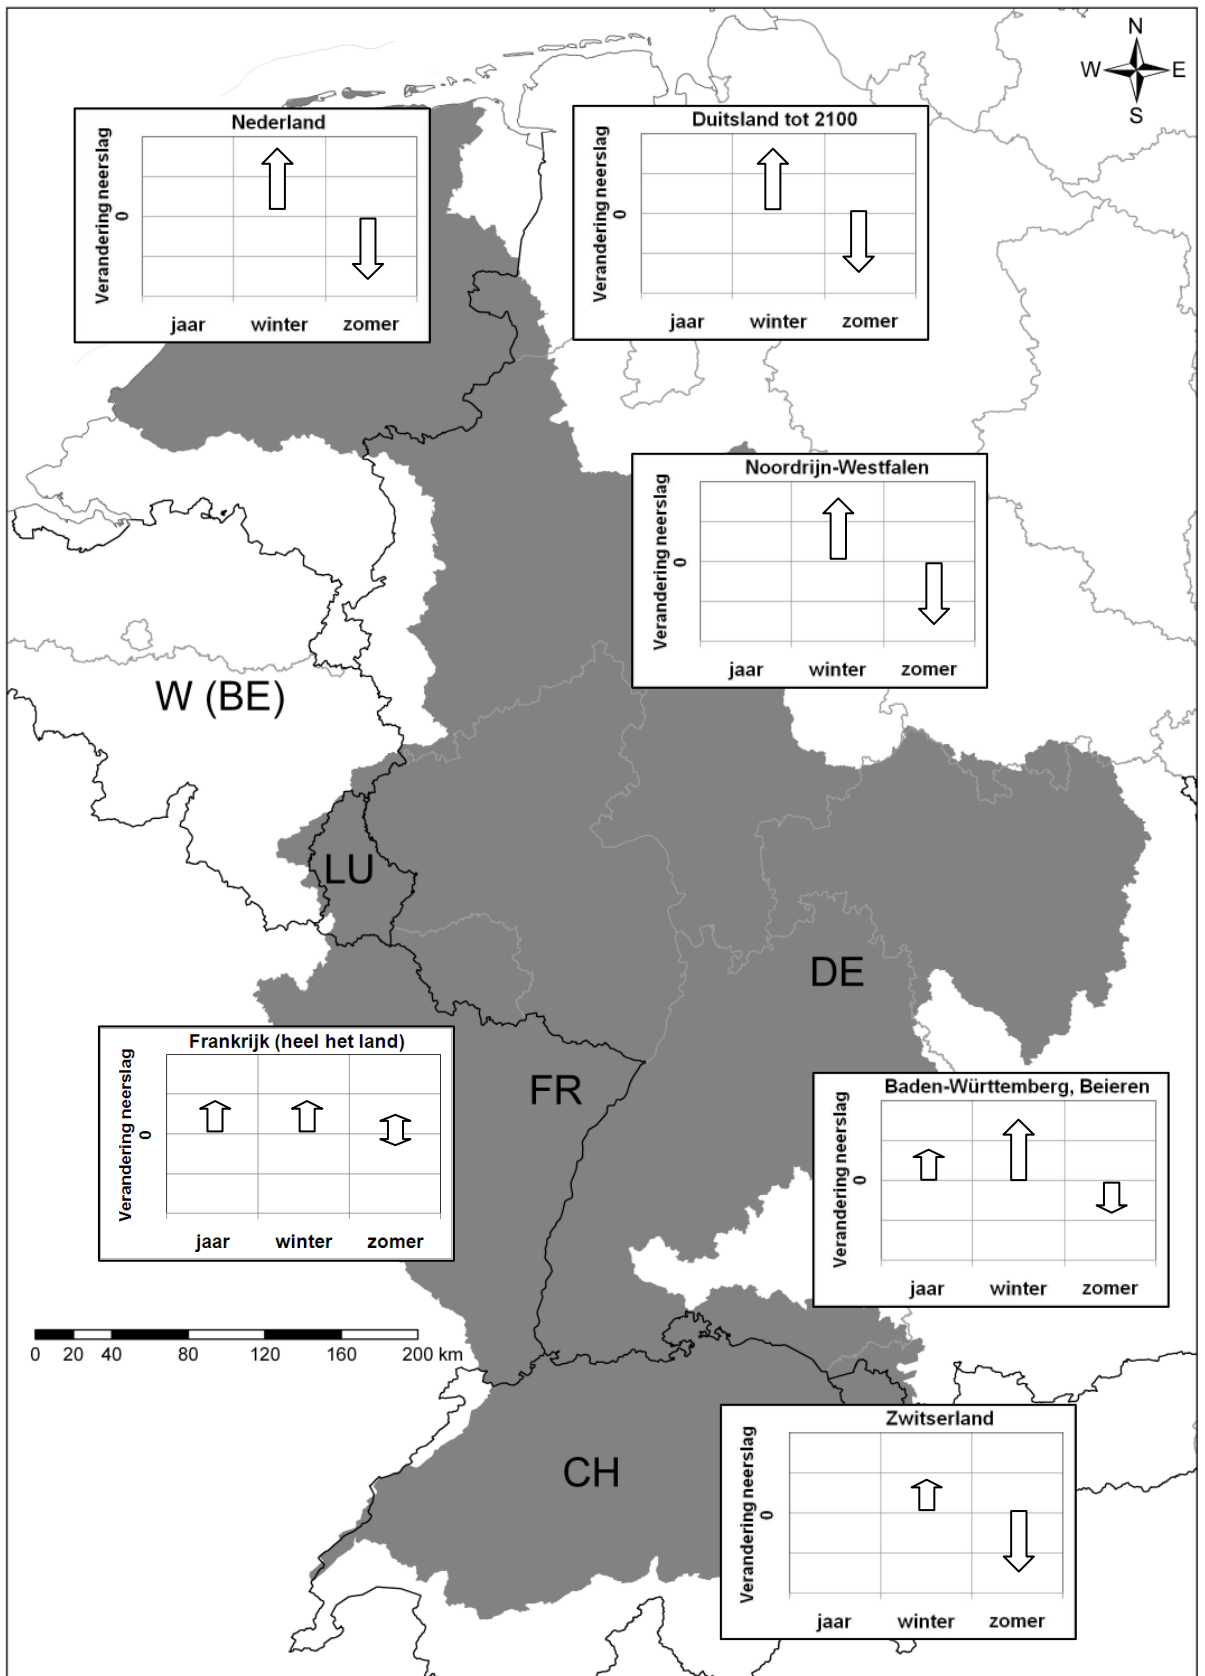 N
W E
S
Nederland
Verandering neerslag
0
jaar winter zomer
Duitsland tot 2100
Verandering neerslag
0
jaar winter zomer
Noordrijn-Westfalen
Verandering neerslag
0
jaar winter zomer
W (BE)
LU
DE
Frankrijk (heel het land)
Verandering neerslag
0
jaar winter zomer
FR
Baden-Württemberg, Beieren
Verandering neerslag
0
jaar winter zomer
0 20 40 80 120 160 200 km
Zwitserland
Verandering neerslag
0
jaar winter zomer
CH